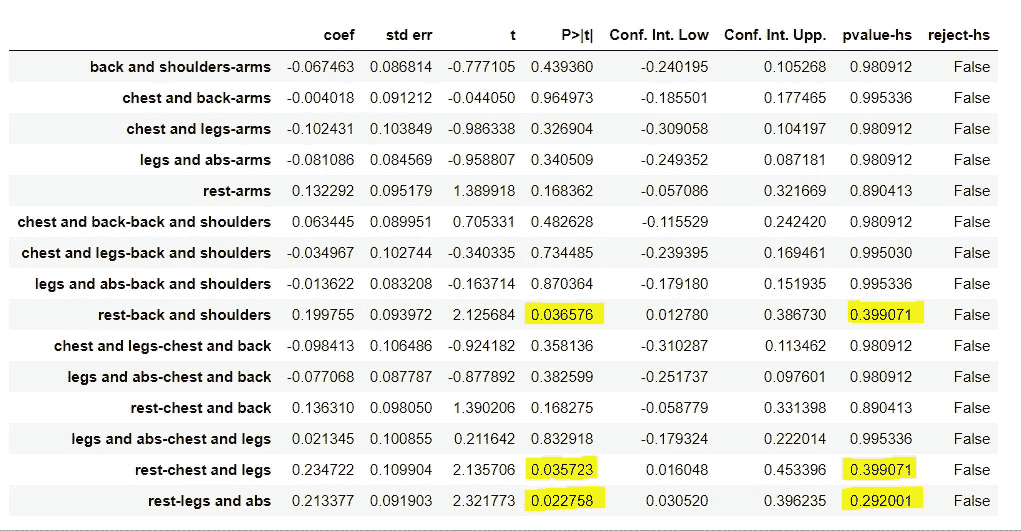 coef std err t P>|t| Conf. Int. Low Conf. Int. Upp. pvalue-hs reject-hs
back and shoulders-arms -0.067463 0.086814 -0.777105 0.439360 -0.240195 0.105268 0.980912 False
chest and back-arms -0.004018 0.091212 -0.044050 0.964973 -0.185501 0.177465 0.995336 False
chest and legs-arms -0.102431 0.103849 -0.986338 0.326904 -0.309058 0.104197 0.980912 False
legs and abs-arms -0.081086 0.084569 -0.958807 0.340509 -0.249352 0.087181 0.980912 False
rest-arms 0.132292 0.095179 1.389918 0.168362 -0.057086 0.321669 0.890413 False
chest and back-back and shoulders 0.063445 0.089951 0.705331 0.482628 -0.115529 0.242420 0.980912 False
chest and legs-back and shoulders -0.034967 0.102744 -0.340335 0.734485 -0.239395 0.169461 0.995030 False
legs and abs-back and shoulders -0.013622 0.083208 -0.163714 0.870364 -0.179180 0.151935 0.995336 False
rest-back and shoulders 0.199755 0.093972 2.125684 0.036576 0.012780 0.386730 0.399071 False
chest and legs-chest and back -0.098413 0.106486 -0.924182 0.358136 -0.310287 0.113462 0.980912 False
legs and abs-chest and back -0.077068 0.087787 -0.877892 0.382599 -0.251737 0.097601 0.980912 False
rest-chest and back 0.136310 0.098050 1.390206 0.168275 -0.058779 0.331398 0.890413 False
legs and abs-chest and legs 0.021345 0.100855 0.211642 0.832918 -0.179324 0.222014 0.995336 False
rest-chest and legs 0.234722 0.109904 2.135706 0.035723 0.016048 0.453396 0.399071 False
rest-legs and abs 0.213377 0.091903 2.321773 0.022758 0.030520 0.396235 0.292001 False